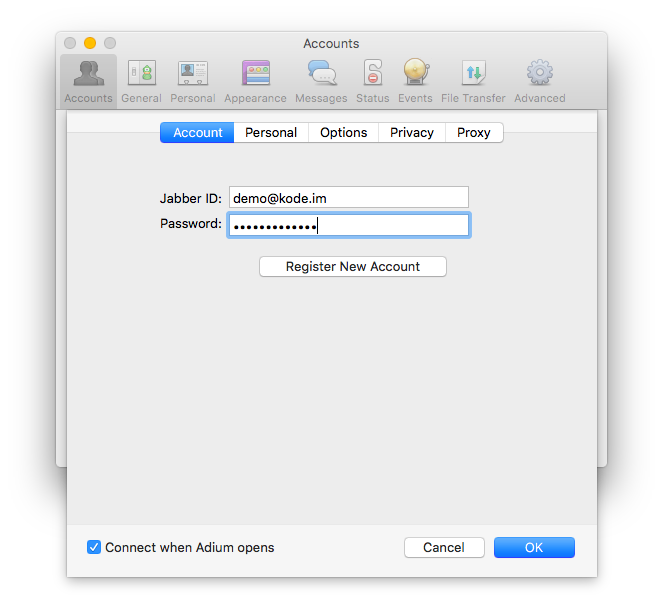 Accounts
Accounts General Personal Appearance Messages Status Events File Transfer Advanced
Account Personal Options Privacy Proxy
Jabber ID: demo@kode.im
Password: •••••••••••••
Register New Account
Connect when Adium opens Cancel OK